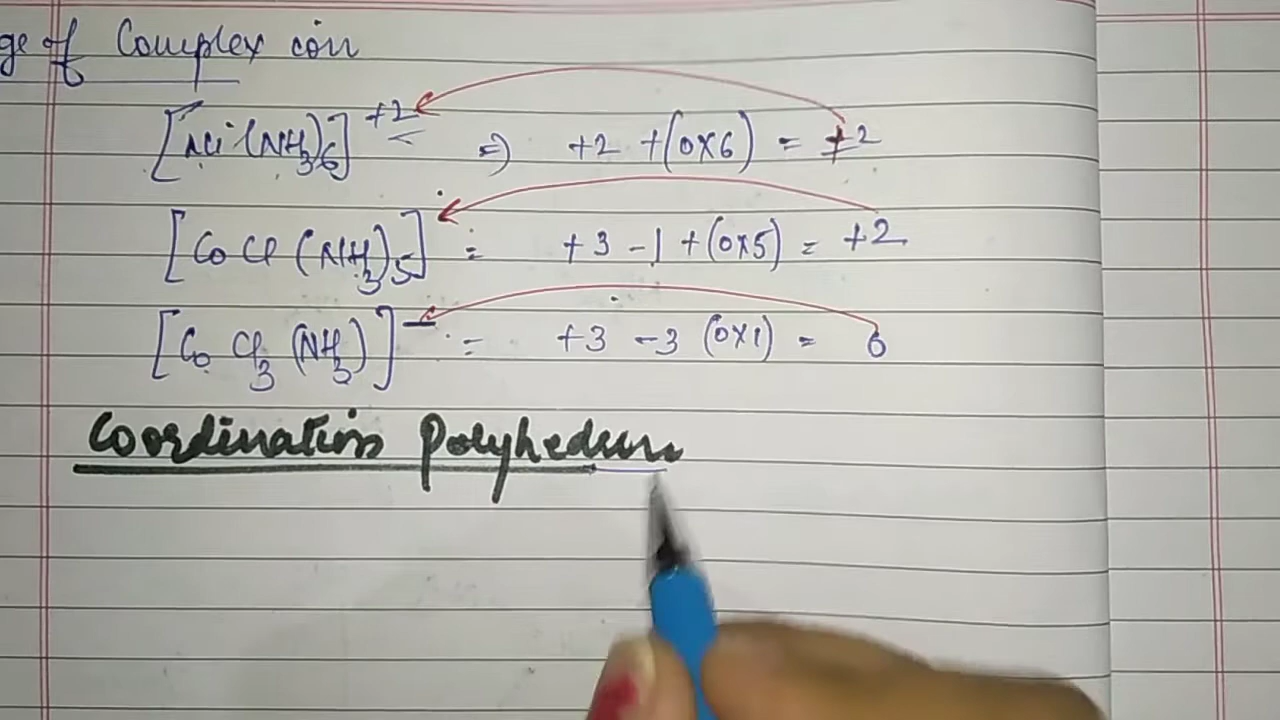 ge of Complex ion
[Ni(NH3)6]+2 ⇒ +2 +(0×6) = +2
[CoCl(NH3)5] = +3 -1 +(0×5) = +2
[CoCl3(NH3)]- = +3 -3 (0×1) = 0
Coordination Polyhedrn